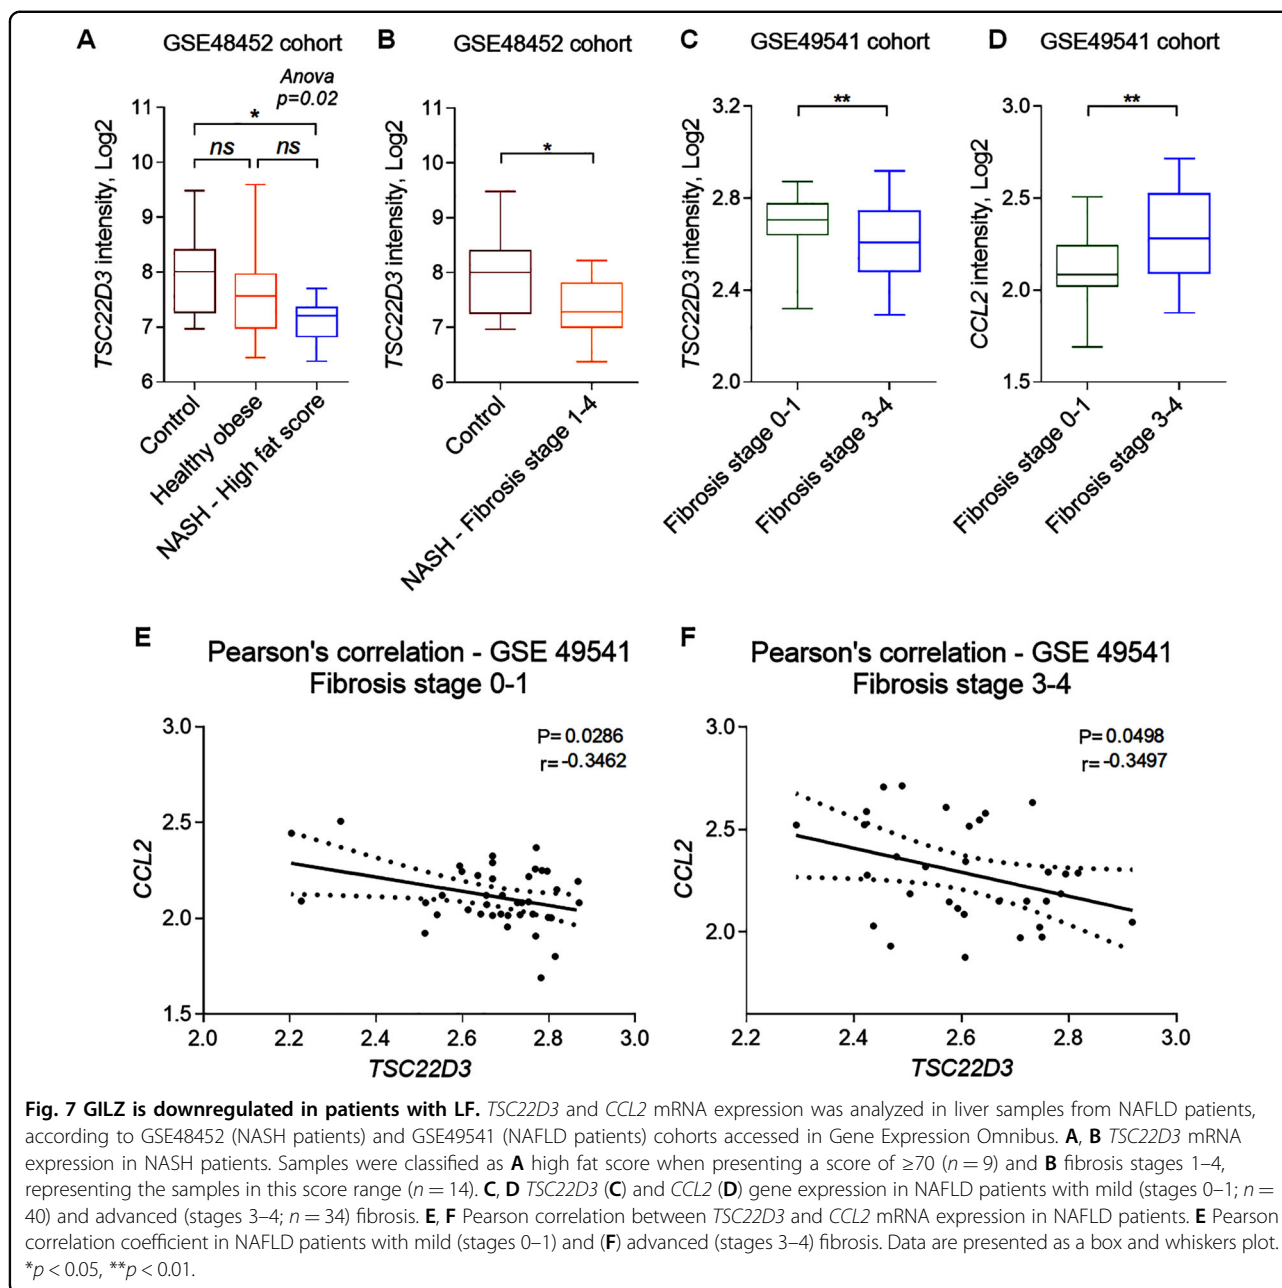 A GSE48452 cohort
Anova
p=0.02
*
ns ns
TSC22D3 intensity, Log2
11
10
9
8
7
6
Control
Healthy obese
NASH - High fat score
B GSE48452 cohort
*
TSC22D3 intensity, Log2
11
10
9
8
7
6
Control
NASH - Fibrosis stage 1-4
C GSE49541 cohort
**
TSC22D3 intensity, Log2
3.2
2.8
2.4
2.0
Fibrosis stage 0-1
Fibrosis stage 3-4
D GSE49541 cohort
**
CCL2 intensity, Log2
3.0
2.5
2.0
1.5
Fibrosis stage 0-1
Fibrosis stage 3-4
E
Pearson's correlation - GSE 49541
Fibrosis stage 0-1
P= 0.0286
r= -0.3462
CCL2
3.0
2.5
2.0
1.5
2.0 2.2 2.4 2.6 2.8 3.0
TSC22D3
F
Pearson's correlation - GSE 49541
Fibrosis stage 3-4
P= 0.0498
r= -0.3497
CCL2
3.0
2.5
2.0
2.2 2.4 2.6 2.8 3.0
TSC22D3
Fig. 7 GILZ is downregulated in patients with LF. TSC22D3 and CCL2 mRNA expression was analyzed in liver samples from NAFLD patients,
according to GSE48452 (NASH patients) and GSE49541 (NAFLD patients) cohorts accessed in Gene Expression Omnibus. A, B TSC22D3 mRNA
expression in NASH patients. Samples were classified as A high fat score when presenting a score of ≥70 (n = 9) and B fibrosis stages 1–4,
representing the samples in this score range (n = 14). C, D TSC22D3 (C) and CCL2 (D) gene expression in NAFLD patients with mild (stages 0–1; n =
40) and advanced (stages 3–4; n = 34) fibrosis. E, F Pearson correlation between TSC22D3 and CCL2 mRNA expression in NAFLD patients. E Pearson
correlation coefficient in NAFLD patients with mild (stages 0–1) and (F) advanced (stages 3–4) fibrosis. Data are presented as a box and whiskers plot.
*p < 0.05, **p < 0.01.